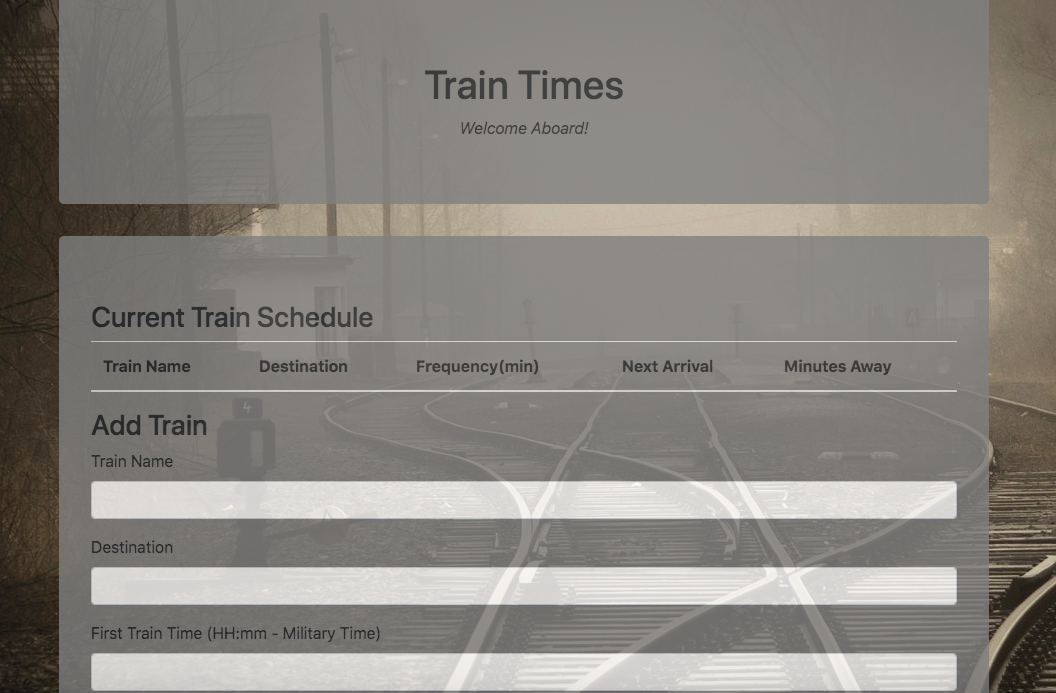 Train Times
Welcome Aboard!
Current Train Schedule
Train Name Destination Frequency(min) Next Arrival Minutes Away
Add Train
4
Train Name
Destination
First Train Time (HH:mm - Military Time)